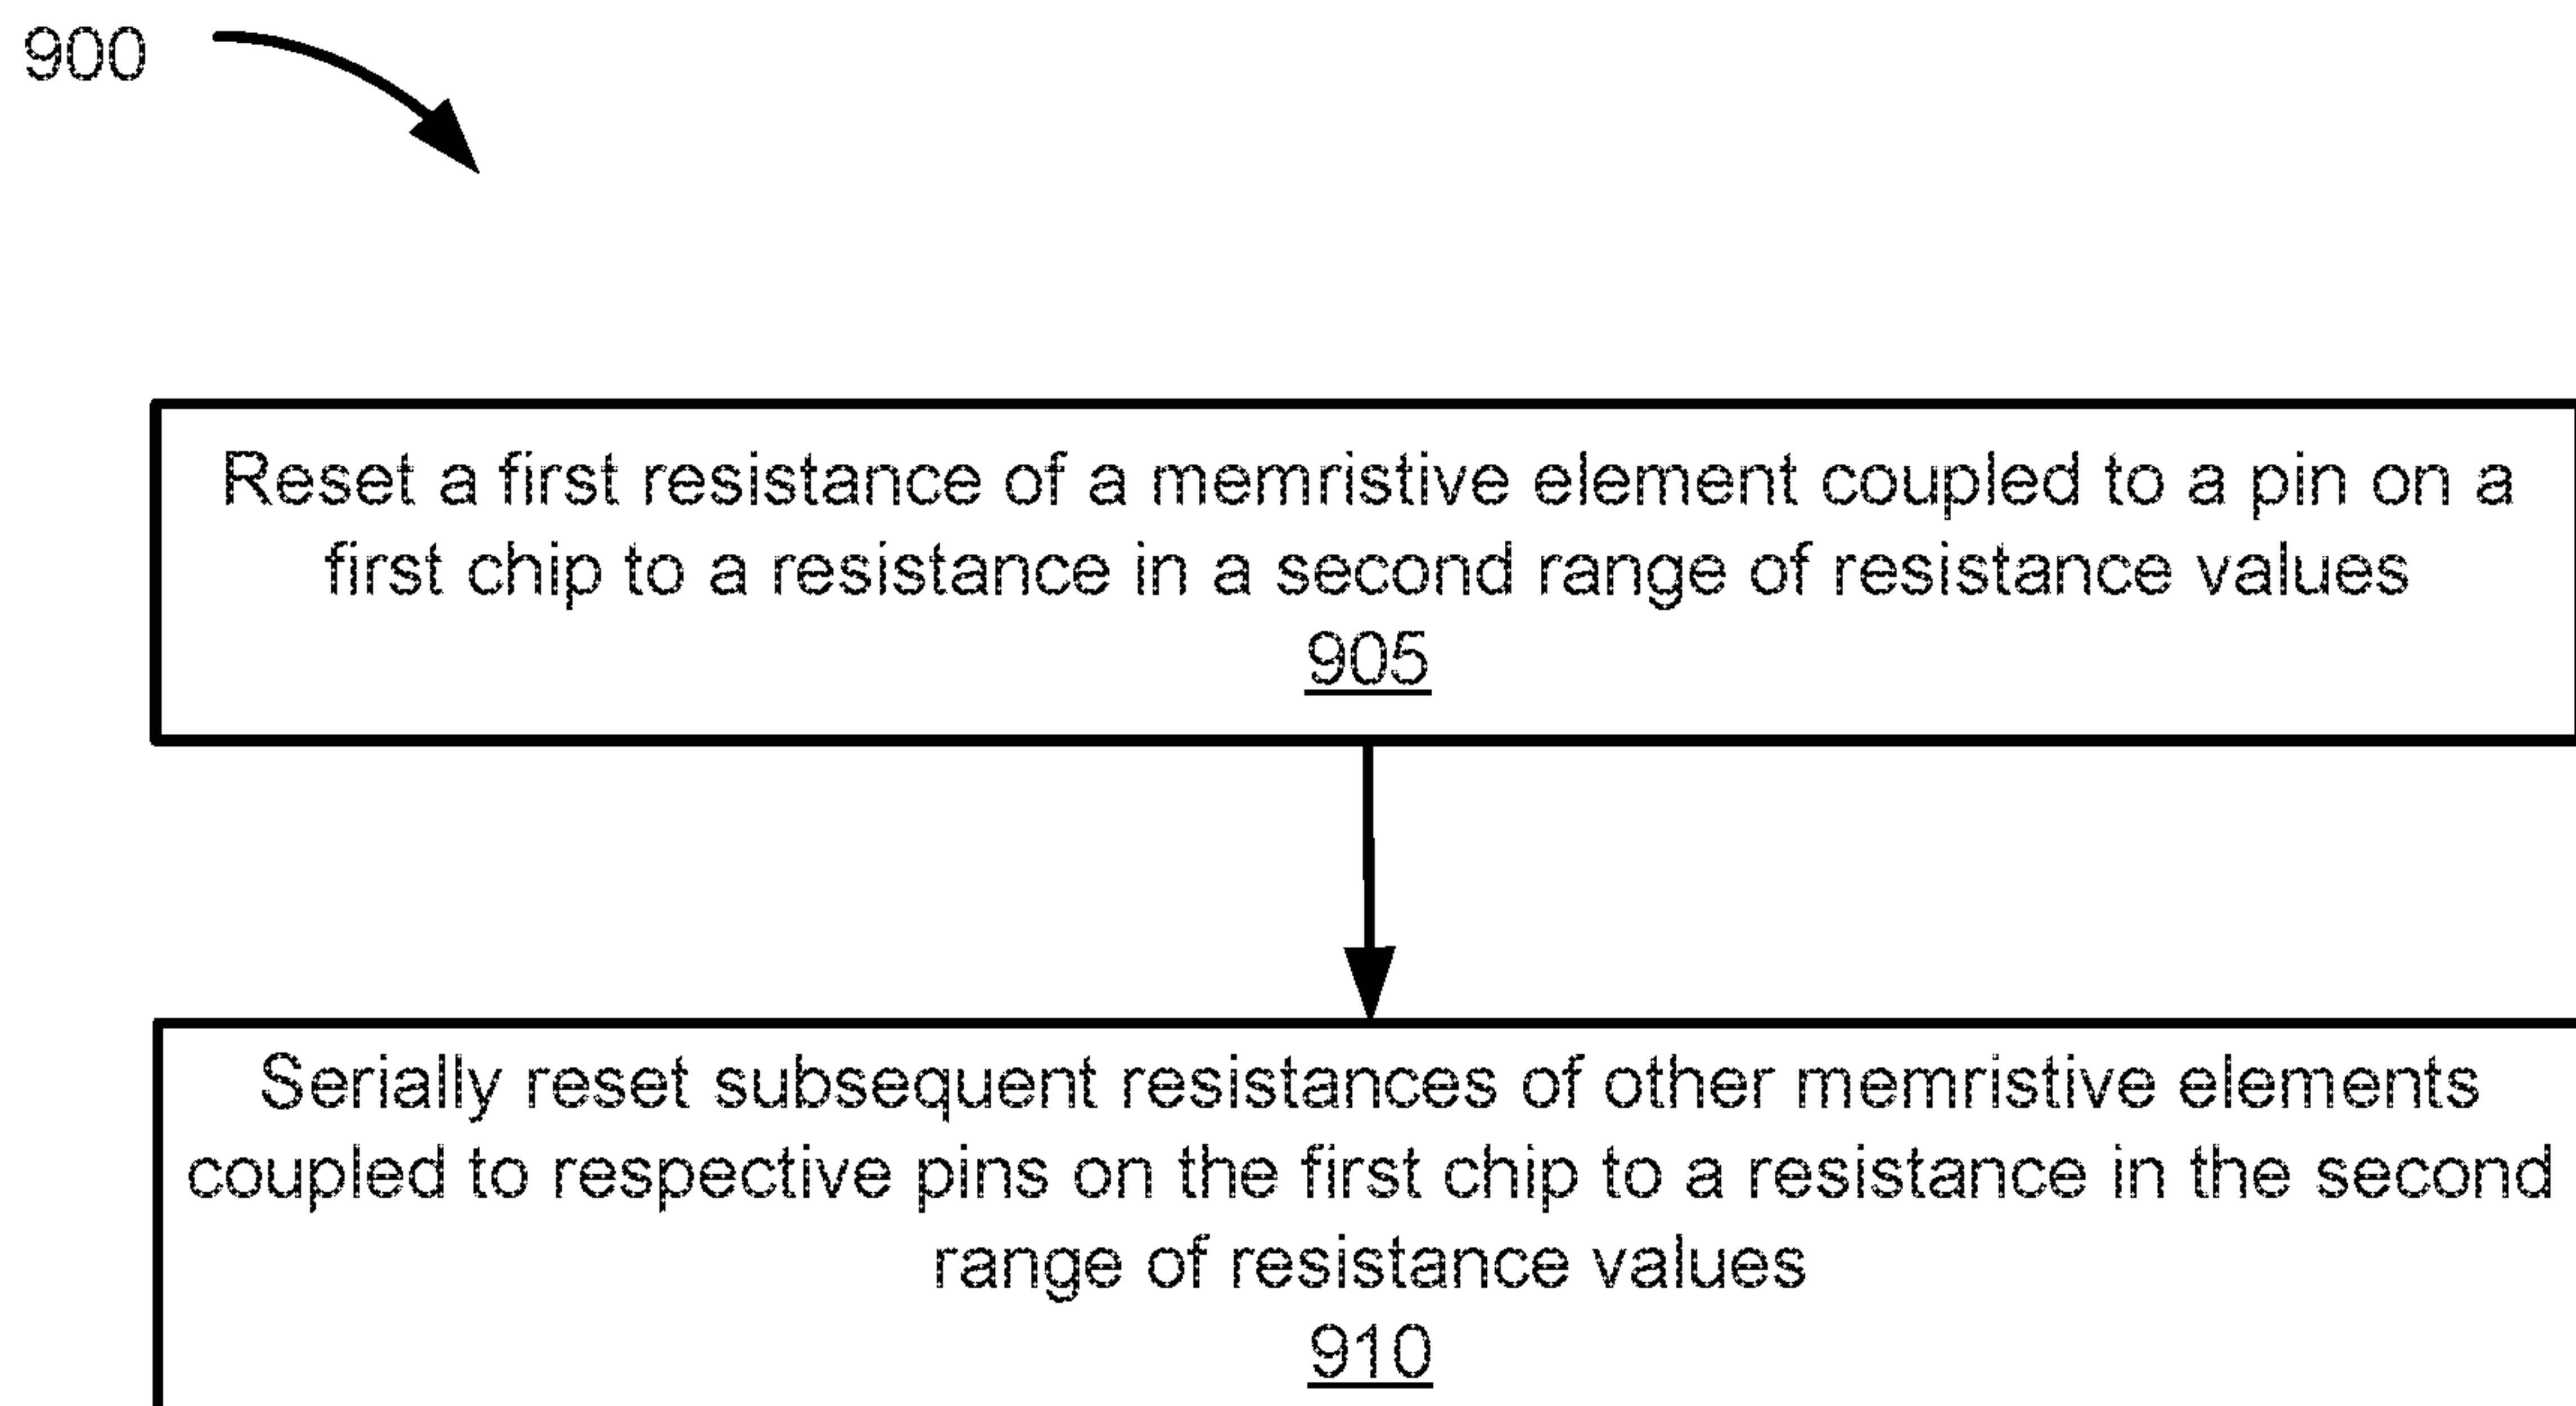 900
Reset a first resistance of a memristive element coupled to a pin on a
first chip to a resistance in a second range of resistance values
905
Serially reset subsequent resistances of other memristive elements
coupled to respective pins on the first chip to a resistance in the second
range of resistance values
910